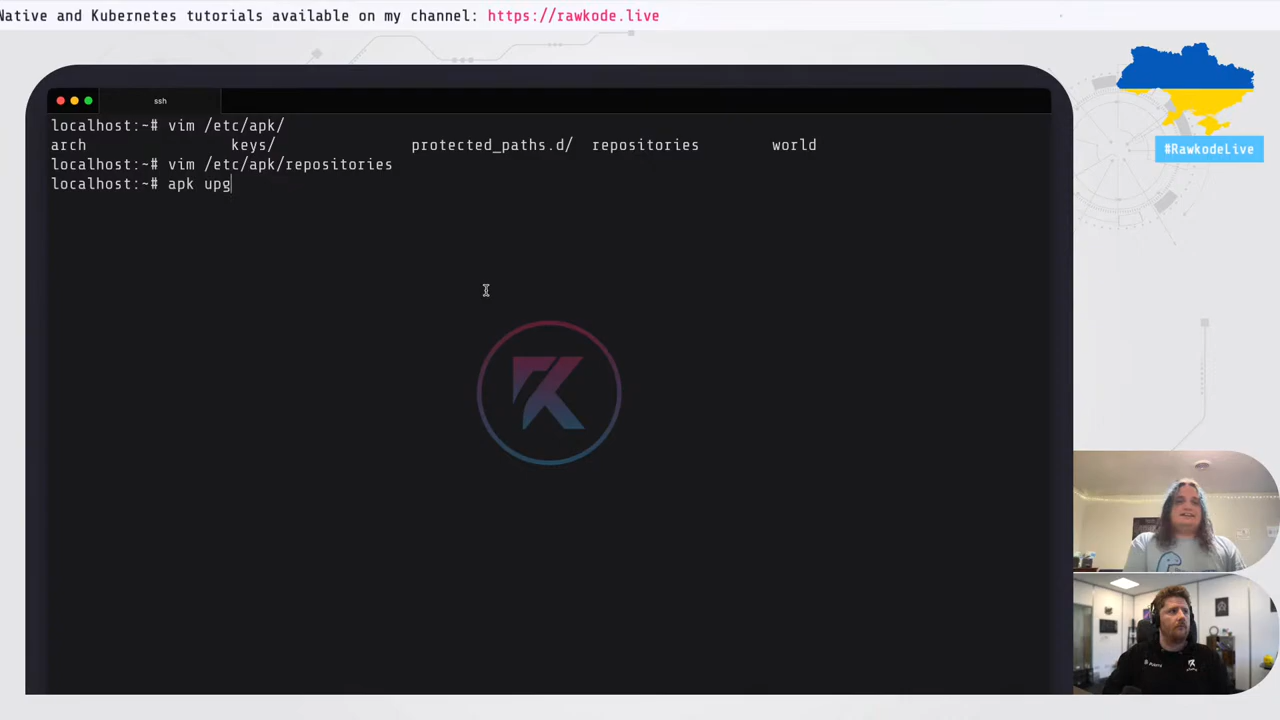 Native and Kubernetes tutorials available on my channel: https://rawkode.live
ssh
localhost:~# vim /etc/apk/
arch keys/ protected_paths.d/ repositories world
localhost:~# vim /etc/apk/repositories
localhost:~# apk upg
#RawkodeLive